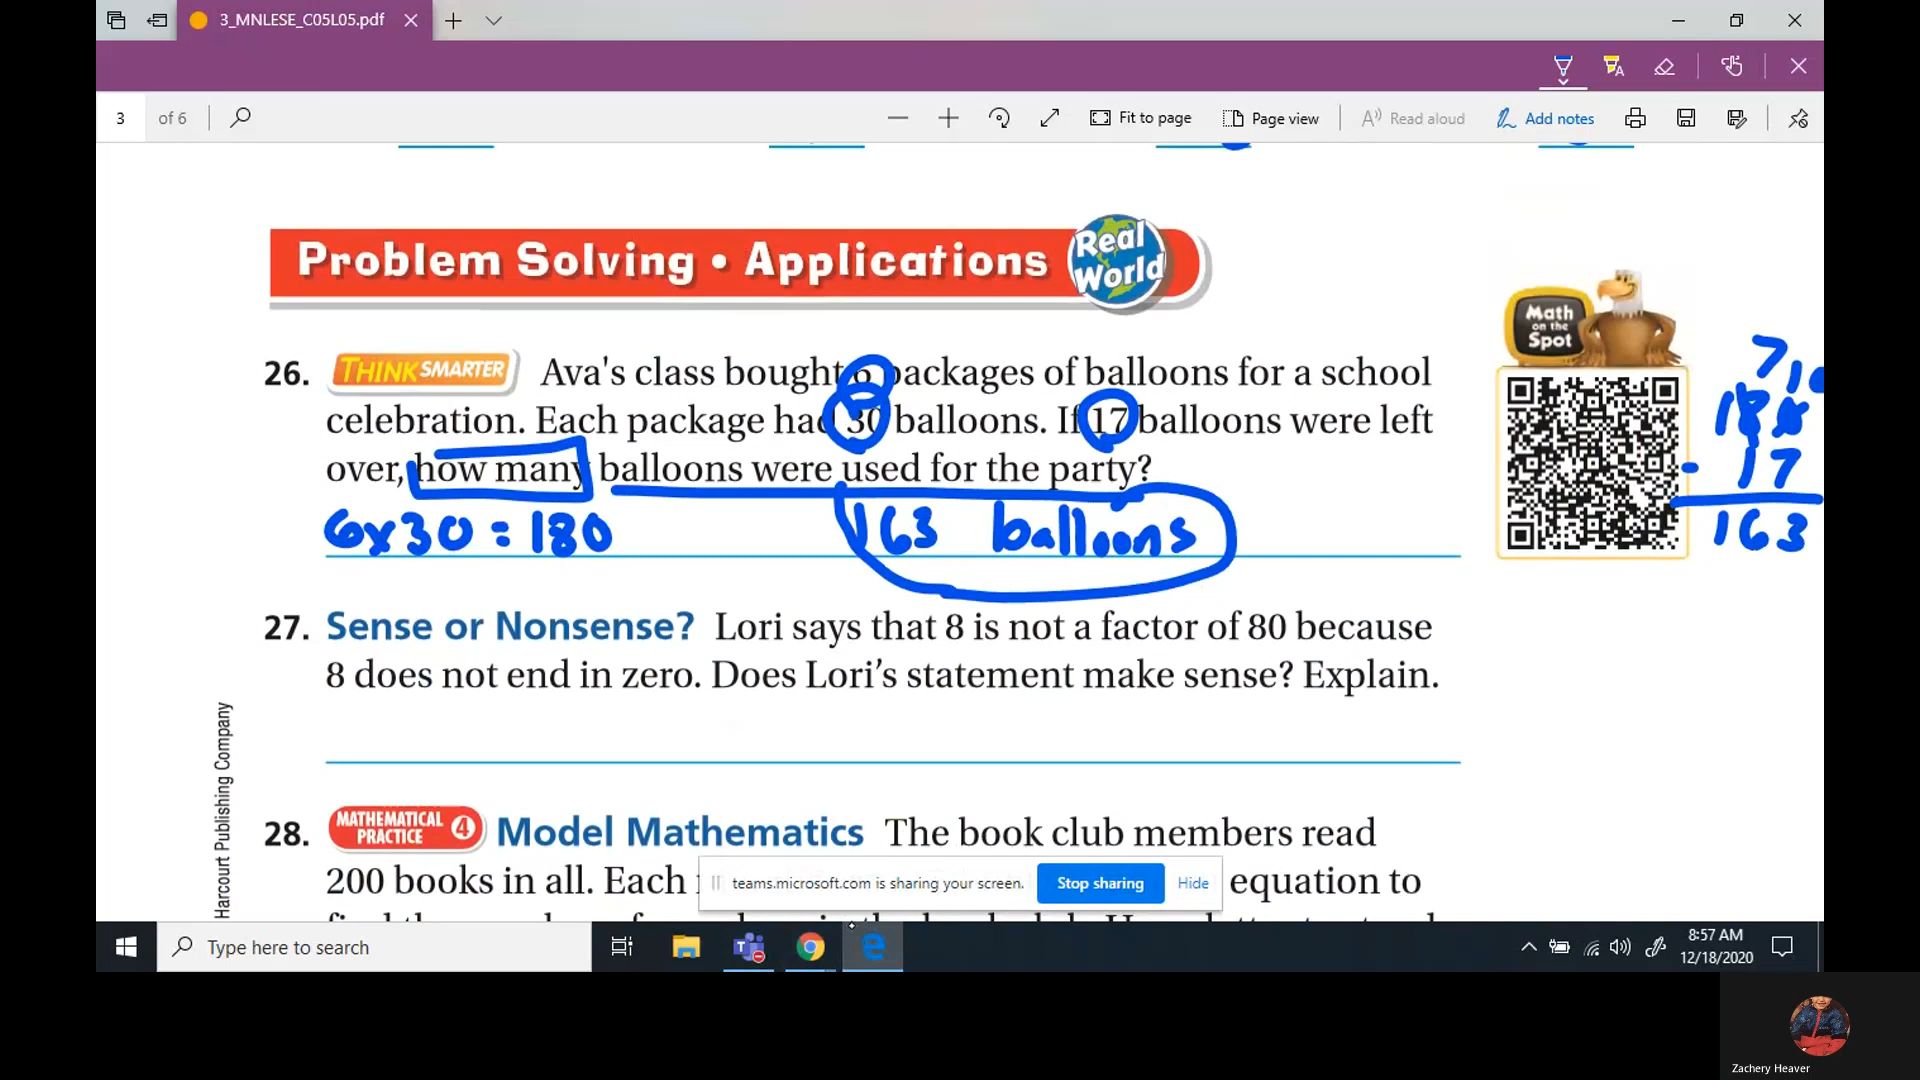 3_MNLESE_C05L05.pdf
3 of 6
Fit to page
Page view
Read aloud
Add notes
Problem Solving • Applications
Real World
26. THINK SMARTER Ava's class bought 6 packages of balloons for a school
celebration. Each package had 30 balloons. If 17 balloons were left
over, how many balloons were used for the party?
6x30 = 180
163 balloons
Math
on the
Spot
7 10
180
- 17
163
27. Sense or Nonsense? Lori says that 8 is not a factor of 80 because
8 does not end in zero. Does Lori's statement make sense? Explain.
28. MATHEMATICAL PRACTICE 4 Model Mathematics The book club members read
200 books in all. Each
equation to
Harcourt Publishing Company
teams.microsoft.com is sharing your screen.
Stop sharing
Hide
Type here to search
8:57 AM
12/18/2020
Zachery Heaver